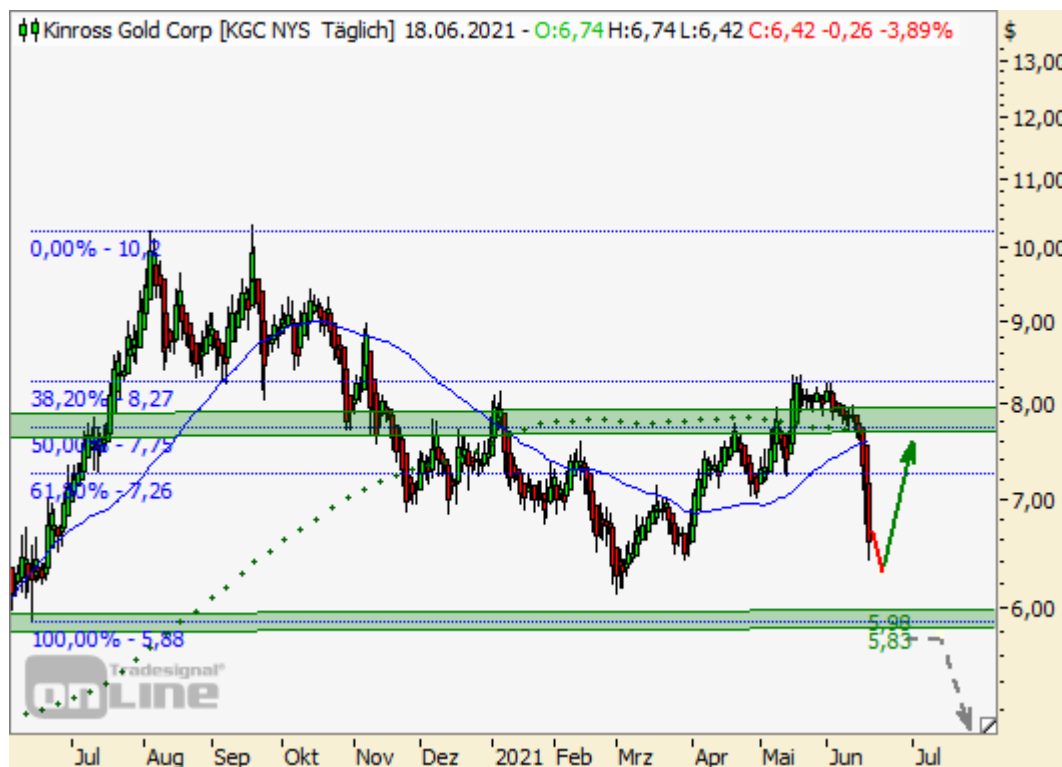 Kinross Gold Corp [KGC NYS Täglich] 18.06.2021 - O:6,74 H:6,74 L:6,42 C:6,42 -0,26 -3,89%
$
13,00
12,00
11,00
10,00
9,00
8,00
7,00
6,00
0,00% - 10,2
38,20% - 8,27
50,00% - 7,75
61,80% - 7,26
5,98
100,00% - 5,88
5,83
Tradesignal®
onLine
Jul Aug Sep Okt Nov Dez 2021 Feb Mrz Apr Mai Jun Jul